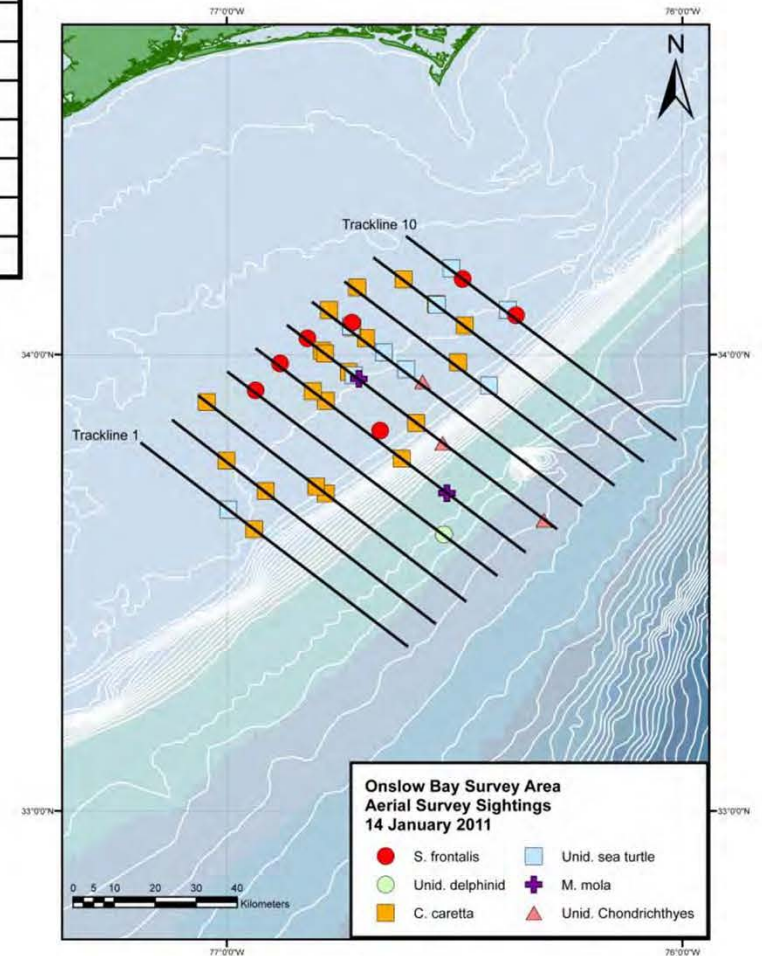 77°0'0"W 76°0'0"W
N
Trackline 10
34°0'0"N 34°0'0"N
Trackline 1
Onslow Bay Survey Area
Aerial Survey Sightings
14 January 2011
S. frontalis Unid. sea turtle
Unid. delphinid M. mola
C. caretta Unid. Chondrichthyes
33°0'0"N 33°0'0"N
0 5 10 20 30 40
Kilometers
77°0'0"W 76°0'0"W